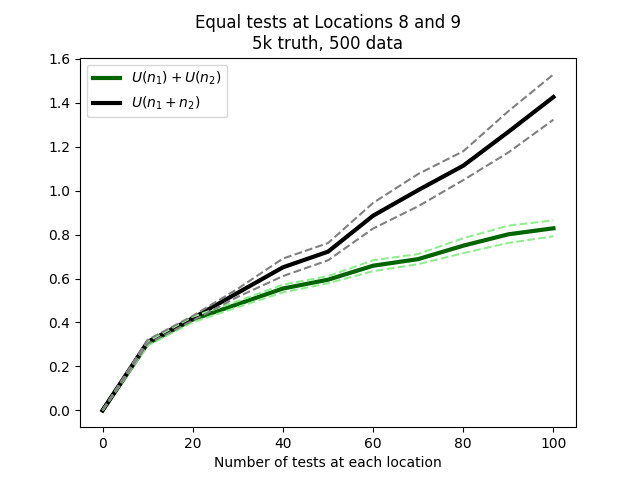 Equal tests at Locations 8 and 9
5k truth, 500 data
U(n₁) + U(n₂)
U(n₁ + n₂)
1.6
1.4
1.2
1.0
0.8
0.6
0.4
0.2
0.0
0 20 40 60 80 100
Number of tests at each location